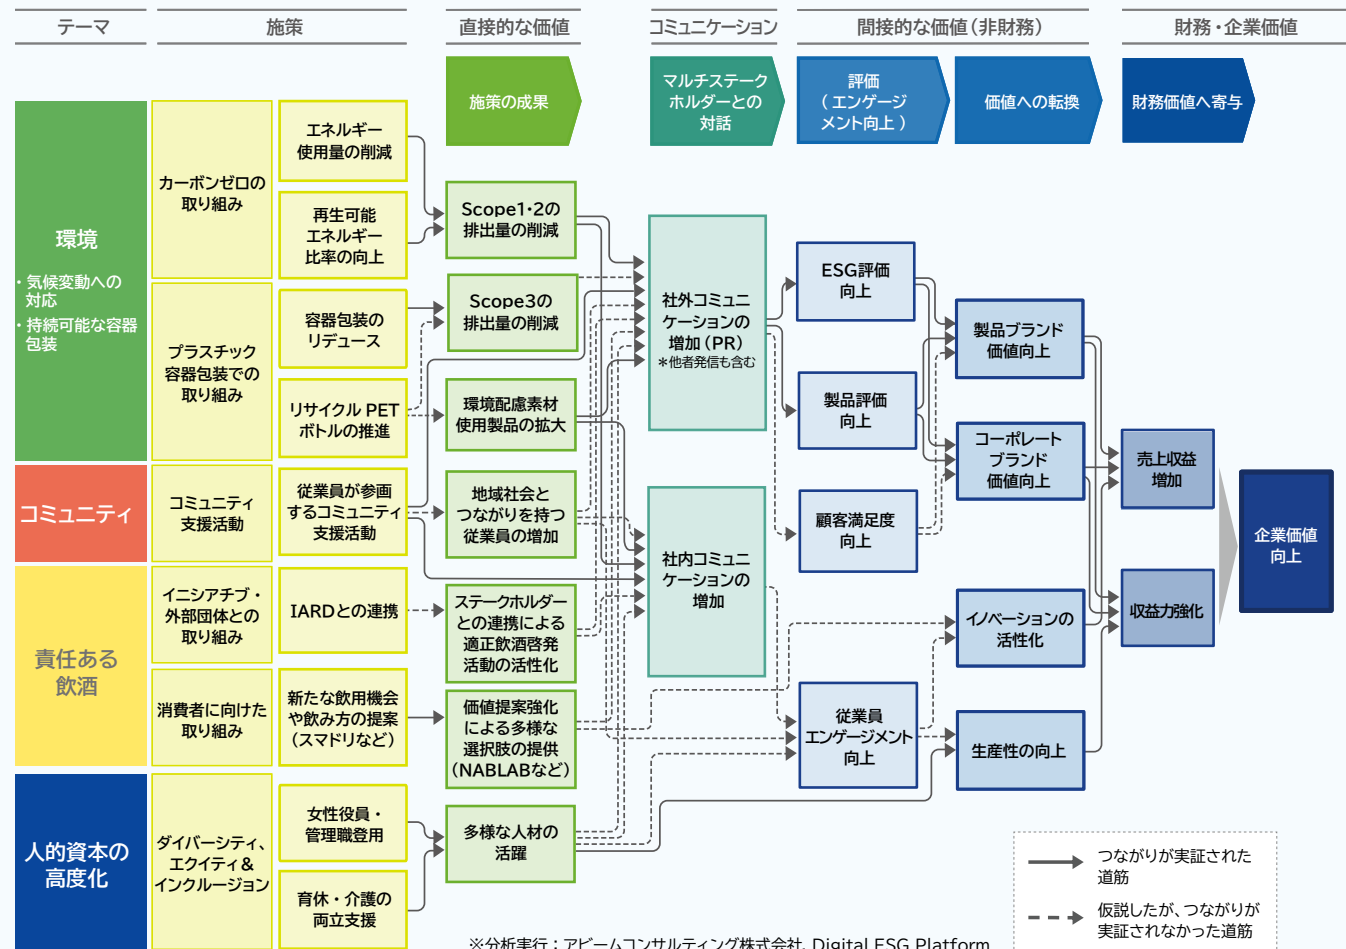 テーマ
施策
直接的な価値
コミュニケーション
間接的な価値（非財務）
財務・企業価値
施策の成果
マルチステーク
ホルダーとの
対話
評価
（エンゲージ
メント向上）
価値への転換
財務価値へ寄与
環境
・気候変動への
対応
・持続可能な容器
包装
カーボンゼロの
取り組み
エネルギー
使用量の削減
再生可能
エネルギー
比率の向上
プラスチック
容器包装での
取り組み
容器包装の
リデュース
リサイクル PET
ボトルの推進
コミュニティ
コミュニティ
支援活動
従業員が参画
するコミュニティ
支援活動
責任ある
飲酒
イニシアチブ・
外部団体との
取り組み
IARDとの連携
消費者に向けた
取り組み
新たな飲用機会
や飲み方の提案
（スマドリなど）
人的資本の
高度化
ダイバーシティ、
エクイティ＆
インクルージョン
女性役員・
管理職登用
育休・介護の
両立支援
Scope1・2の
排出量の削減
Scope3の
排出量の削減
環境配慮素材
使用製品の拡大
地域社会と
つながりを持つ
従業員の増加
ステークホルダー
との連携による
適正飲酒啓発
活動の活性化
価値提案強化
による多様な
選択肢の提供
（NABLABなど）
多様な人材の
活躍
社外コミュニ
ケーションの
増加（PR）
＊他者発信も含む
社内コミュニ
ケーションの
増加
ESG評価
向上
製品評価
向上
顧客満足度
向上
従業員
エンゲージメント
向上
製品ブランド
価値向上
コーポレート
ブランド
価値向上
イノベーションの
活性化
生産性の向上
売上収益
増加
収益力強化
企業価値
向上
つながりが実証された
道筋
仮説したが、つながりが
実証されなかった道筋
※分析実行：アビームコンサルティング株式会社、Digital ESG Platform